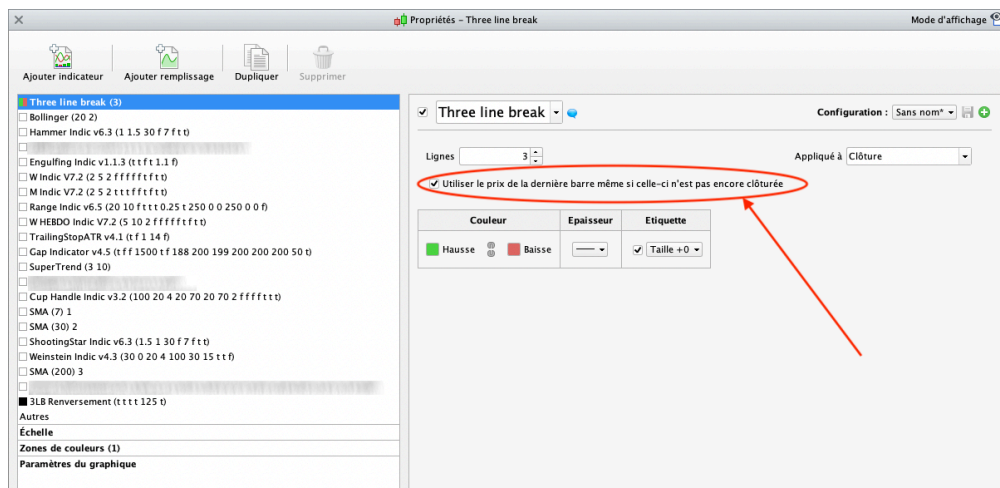 Propriétés - Three line break
Mode d'affichage
Ajouter indicateur
Ajouter remplissage
Dupliquer
Supprimer
Three line break (3)
Bollinger (20 2)
Hammer Indic v6.3 (1 1.5 30 f 7 f t t)
Engulfing Indic v1.1.3 (t t f t 1.1 f)
W Indic V7.2 (2 5 2 f f f f f t f t)
M Indic V7.2 (2 5 2 t t t f f t f t)
Range Indic v6.5 (20 10 f t t t 0.25 t 250 0 0 250 0 0 f)
W HEBDO Indic V7.2 (5 10 2 f f f f f t f t t)
TrailingStopATR v4.1 (t f 1 14 f)
Gap Indicator v4.5 (t f f 1500 t f 188 200 199 200 200 200 50 t)
SuperTrend (3 10)
Cup Handle Indic v3.2 (100 20 4 20 70 20 70 2 f f f f t t t)
SMA (7) 1
SMA (30) 2
ShootingStar Indic v6.3 (1.5 1 30 f 7 f t t)
Weinstein Indic v4.3 (30 0 20 4 100 30 15 t t f)
SMA (200) 3
3LB Renversement (t t t t 125 t)
Autres
Échelle
Zones de couleurs (1)
Paramètres du graphique
Three line break
Configuration : Sans nom*
Lignes 3
Appliqué à Clôture
Utiliser le prix de la dernière barre même si celle-ci n'est pas encore clôturée
Couleur Epaisseur Etiquette
Hausse Baisse Taille +0